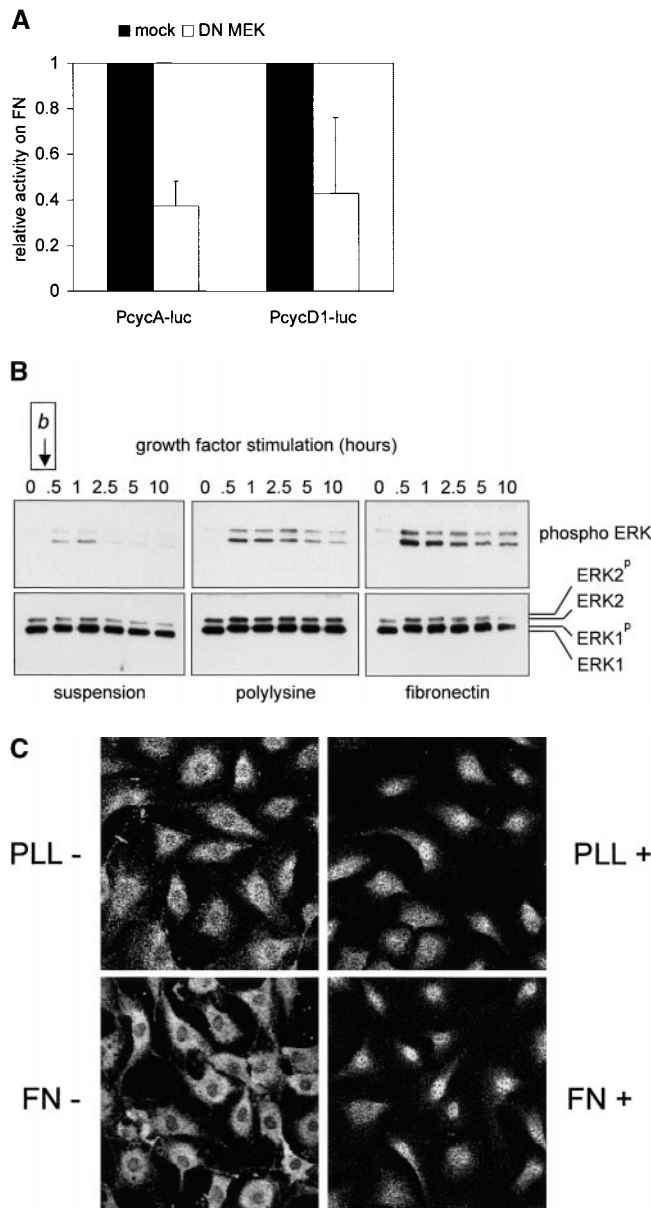 A
■ mock □ DN MEK
relative activity on FN
1
0.8
0.6
0.4
0.2
0
PcycA-luc PcycD1-luc
B
b
growth factor stimulation (hours)
0 .5 1 2.5 5 10 0 .5 1 2.5 5 10 0 .5 1 2.5 5 10
phospho ERK
ERK2p
ERK2
ERK1p
ERK1
suspension polylysine fibronectin
C
PLL - PLL +
FN - FN +